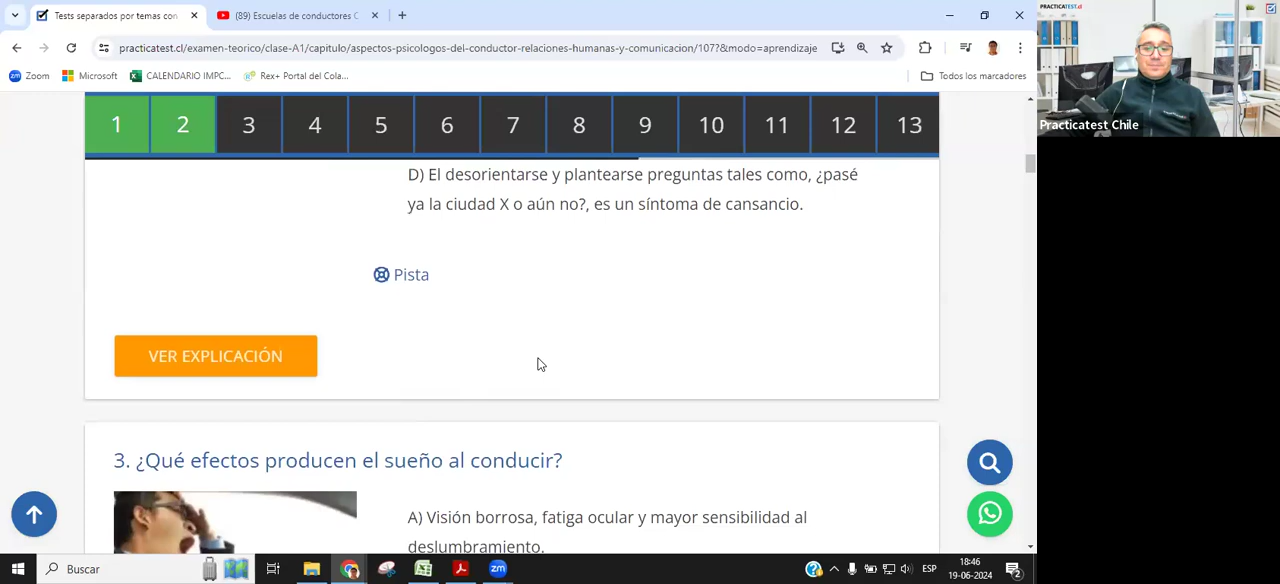 Tests separados por temas con
(89) Escuelas de conductores C
practicatest.cl/examen-teorico/clase-A1/capitulo/aspectos-psicologos-del-conductor-relaciones-humanas-y-comunicacion/107?&modo=aprendizaje
Zoom
Microsoft
CALENDARIO IMPC...
Rex+ Portal del Cola...
Todos los marcadores
PRACTICATEST.cl
Practicatest Chile
1 2 3 4 5 6 7 8 9 10 11 12 13
D) El desorientarse y plantearse preguntas tales como, ¿pasé
ya la ciudad X o aún no?, es un síntoma de cansancio.
Pista
VER EXPLICACIÓN
3. ¿Qué efectos producen el sueño al conducir?
A) Visión borrosa, fatiga ocular y mayor sensibilidad al
deslumbramiento.
Buscar
zm
ESP
18:46
19-06-2024
2